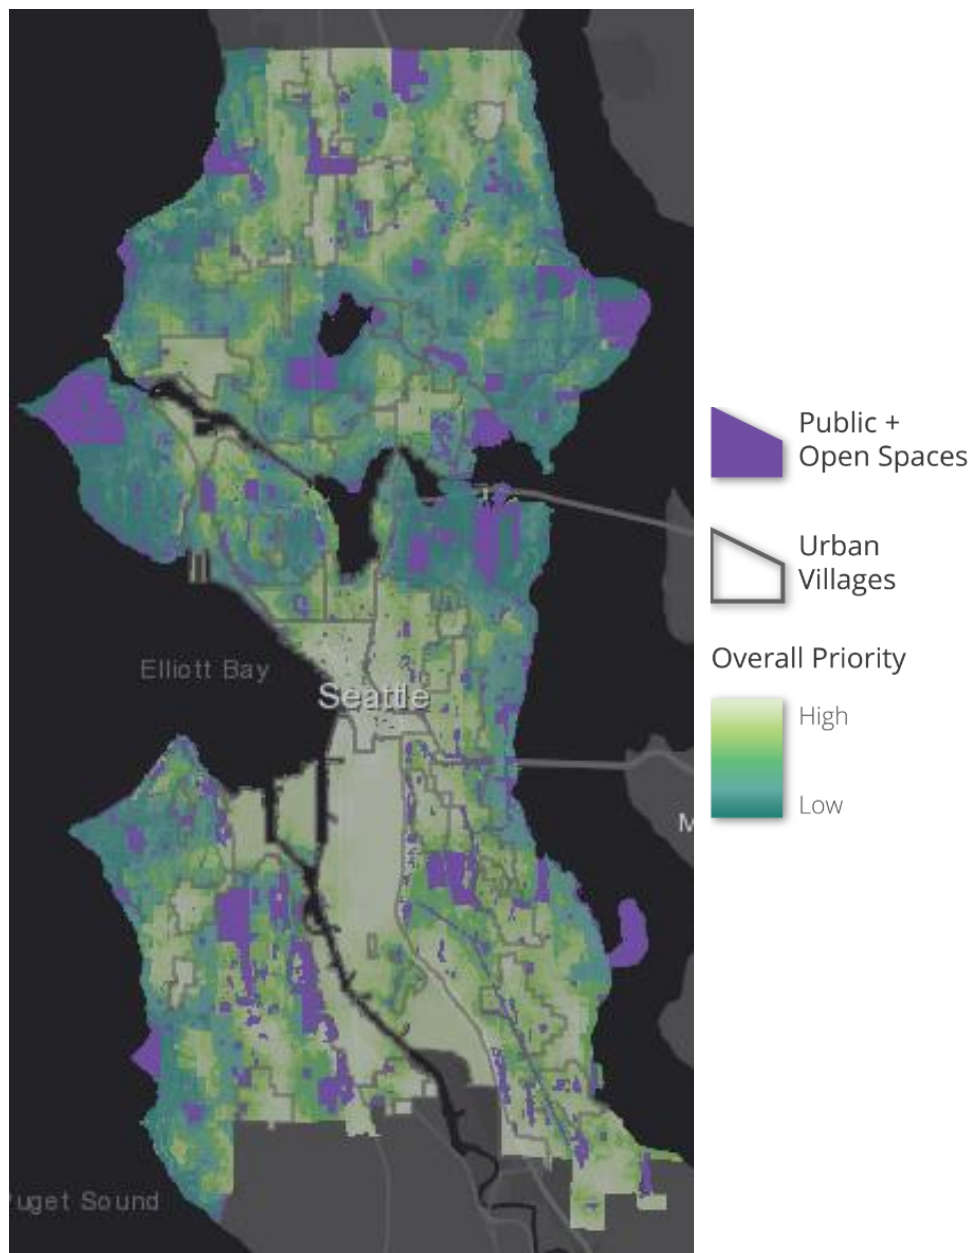 Elliott Bay
Seattle
M
uget Sound
Public +
Open Spaces
Urban
Villages
Overall Priority
High
Low